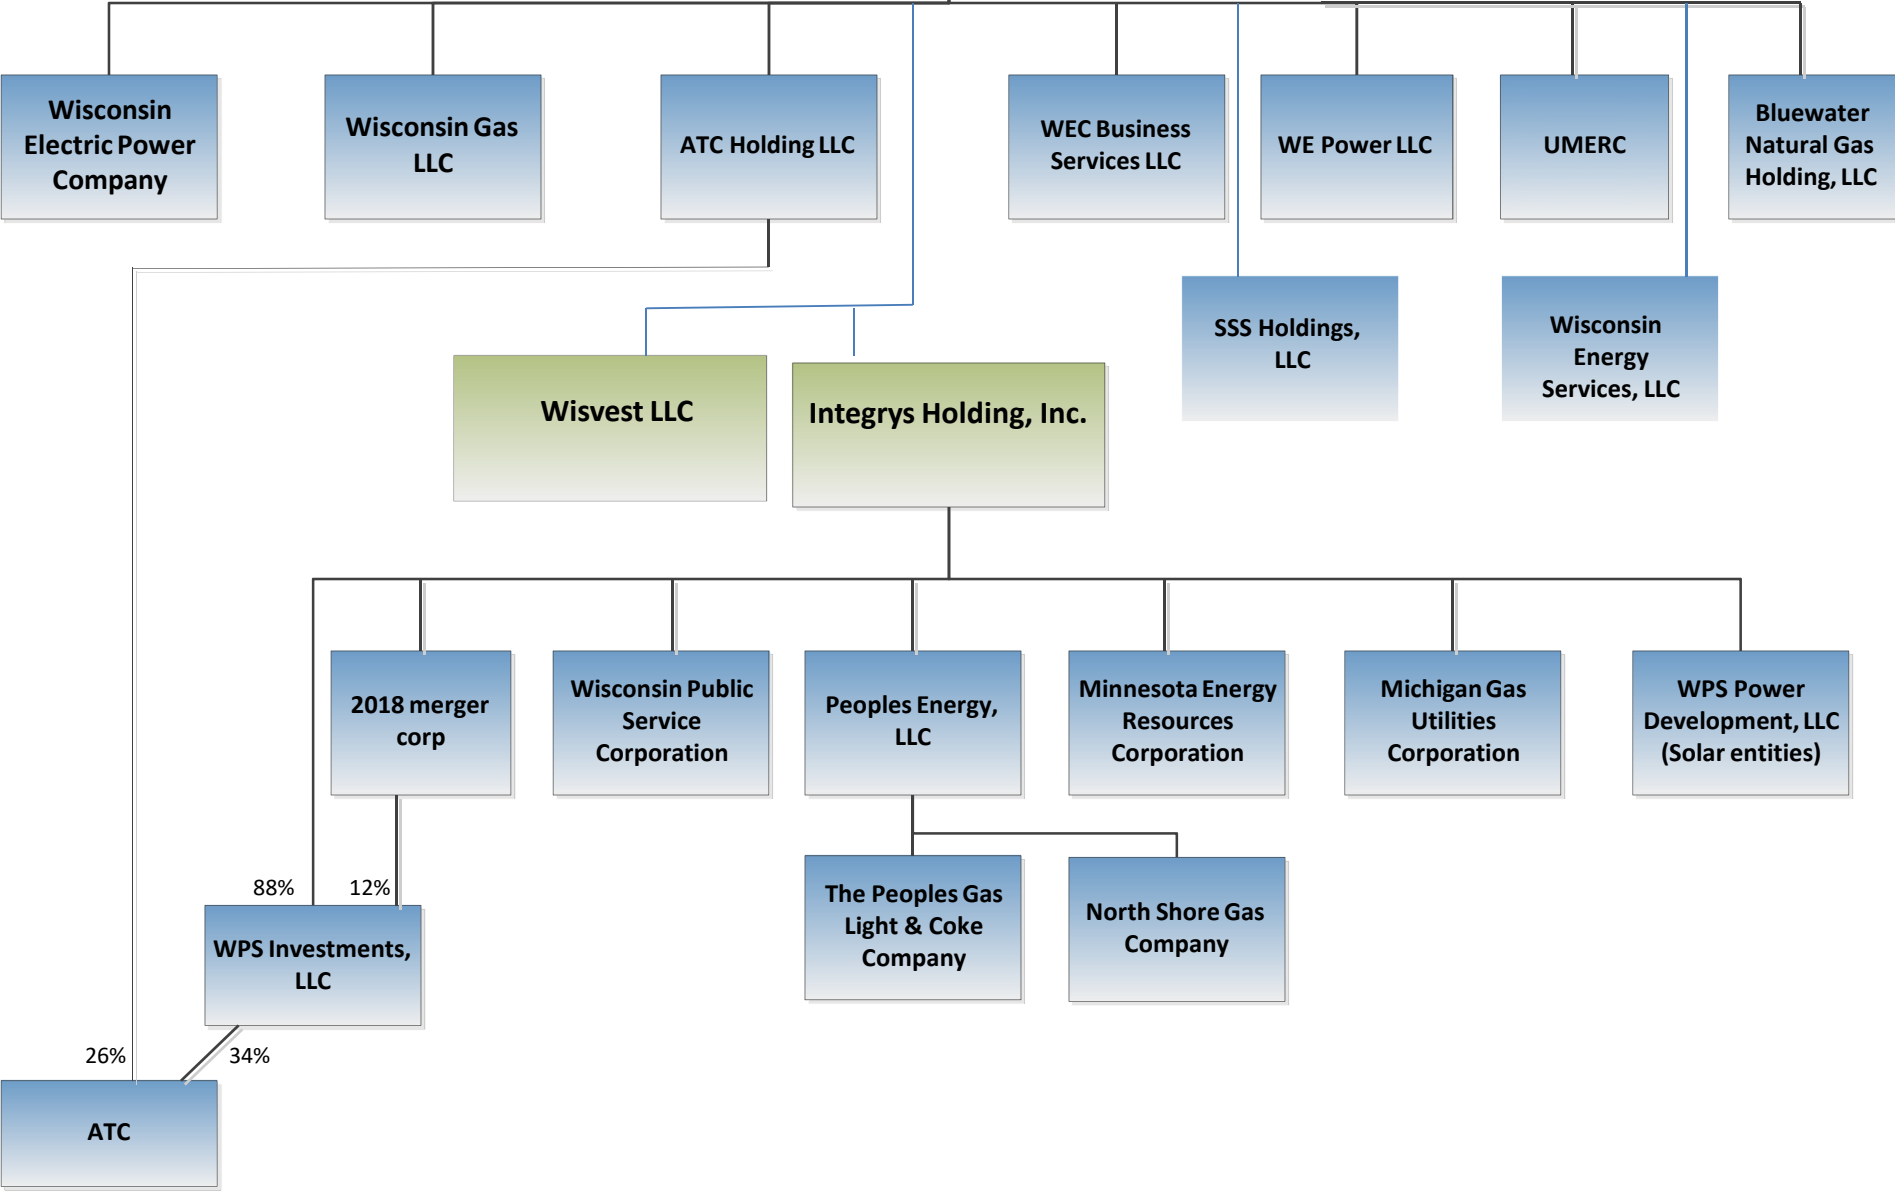 Wisconsin
Electric Power
Company
Wisconsin Gas
LLC
ATC Holding LLC
WEC Business
Services LLC
WE Power LLC
UMERC
Bluewater
Natural Gas
Holding, LLC
SSS Holdings,
LLC
Wisconsin
Energy
Services, LLC
Wisvest LLC
Integrys Holding, Inc.
2018 merger
corp
Wisconsin Public
Service
Corporation
Peoples Energy,
LLC
Minnesota Energy
Resources
Corporation
Michigan Gas
Utilities
Corporation
WPS Power
Development, LLC
(Solar entities)
88%
12%
The Peoples Gas
Light & Coke
Company
North Shore Gas
Company
WPS Investments,
LLC
26%
34%
ATC